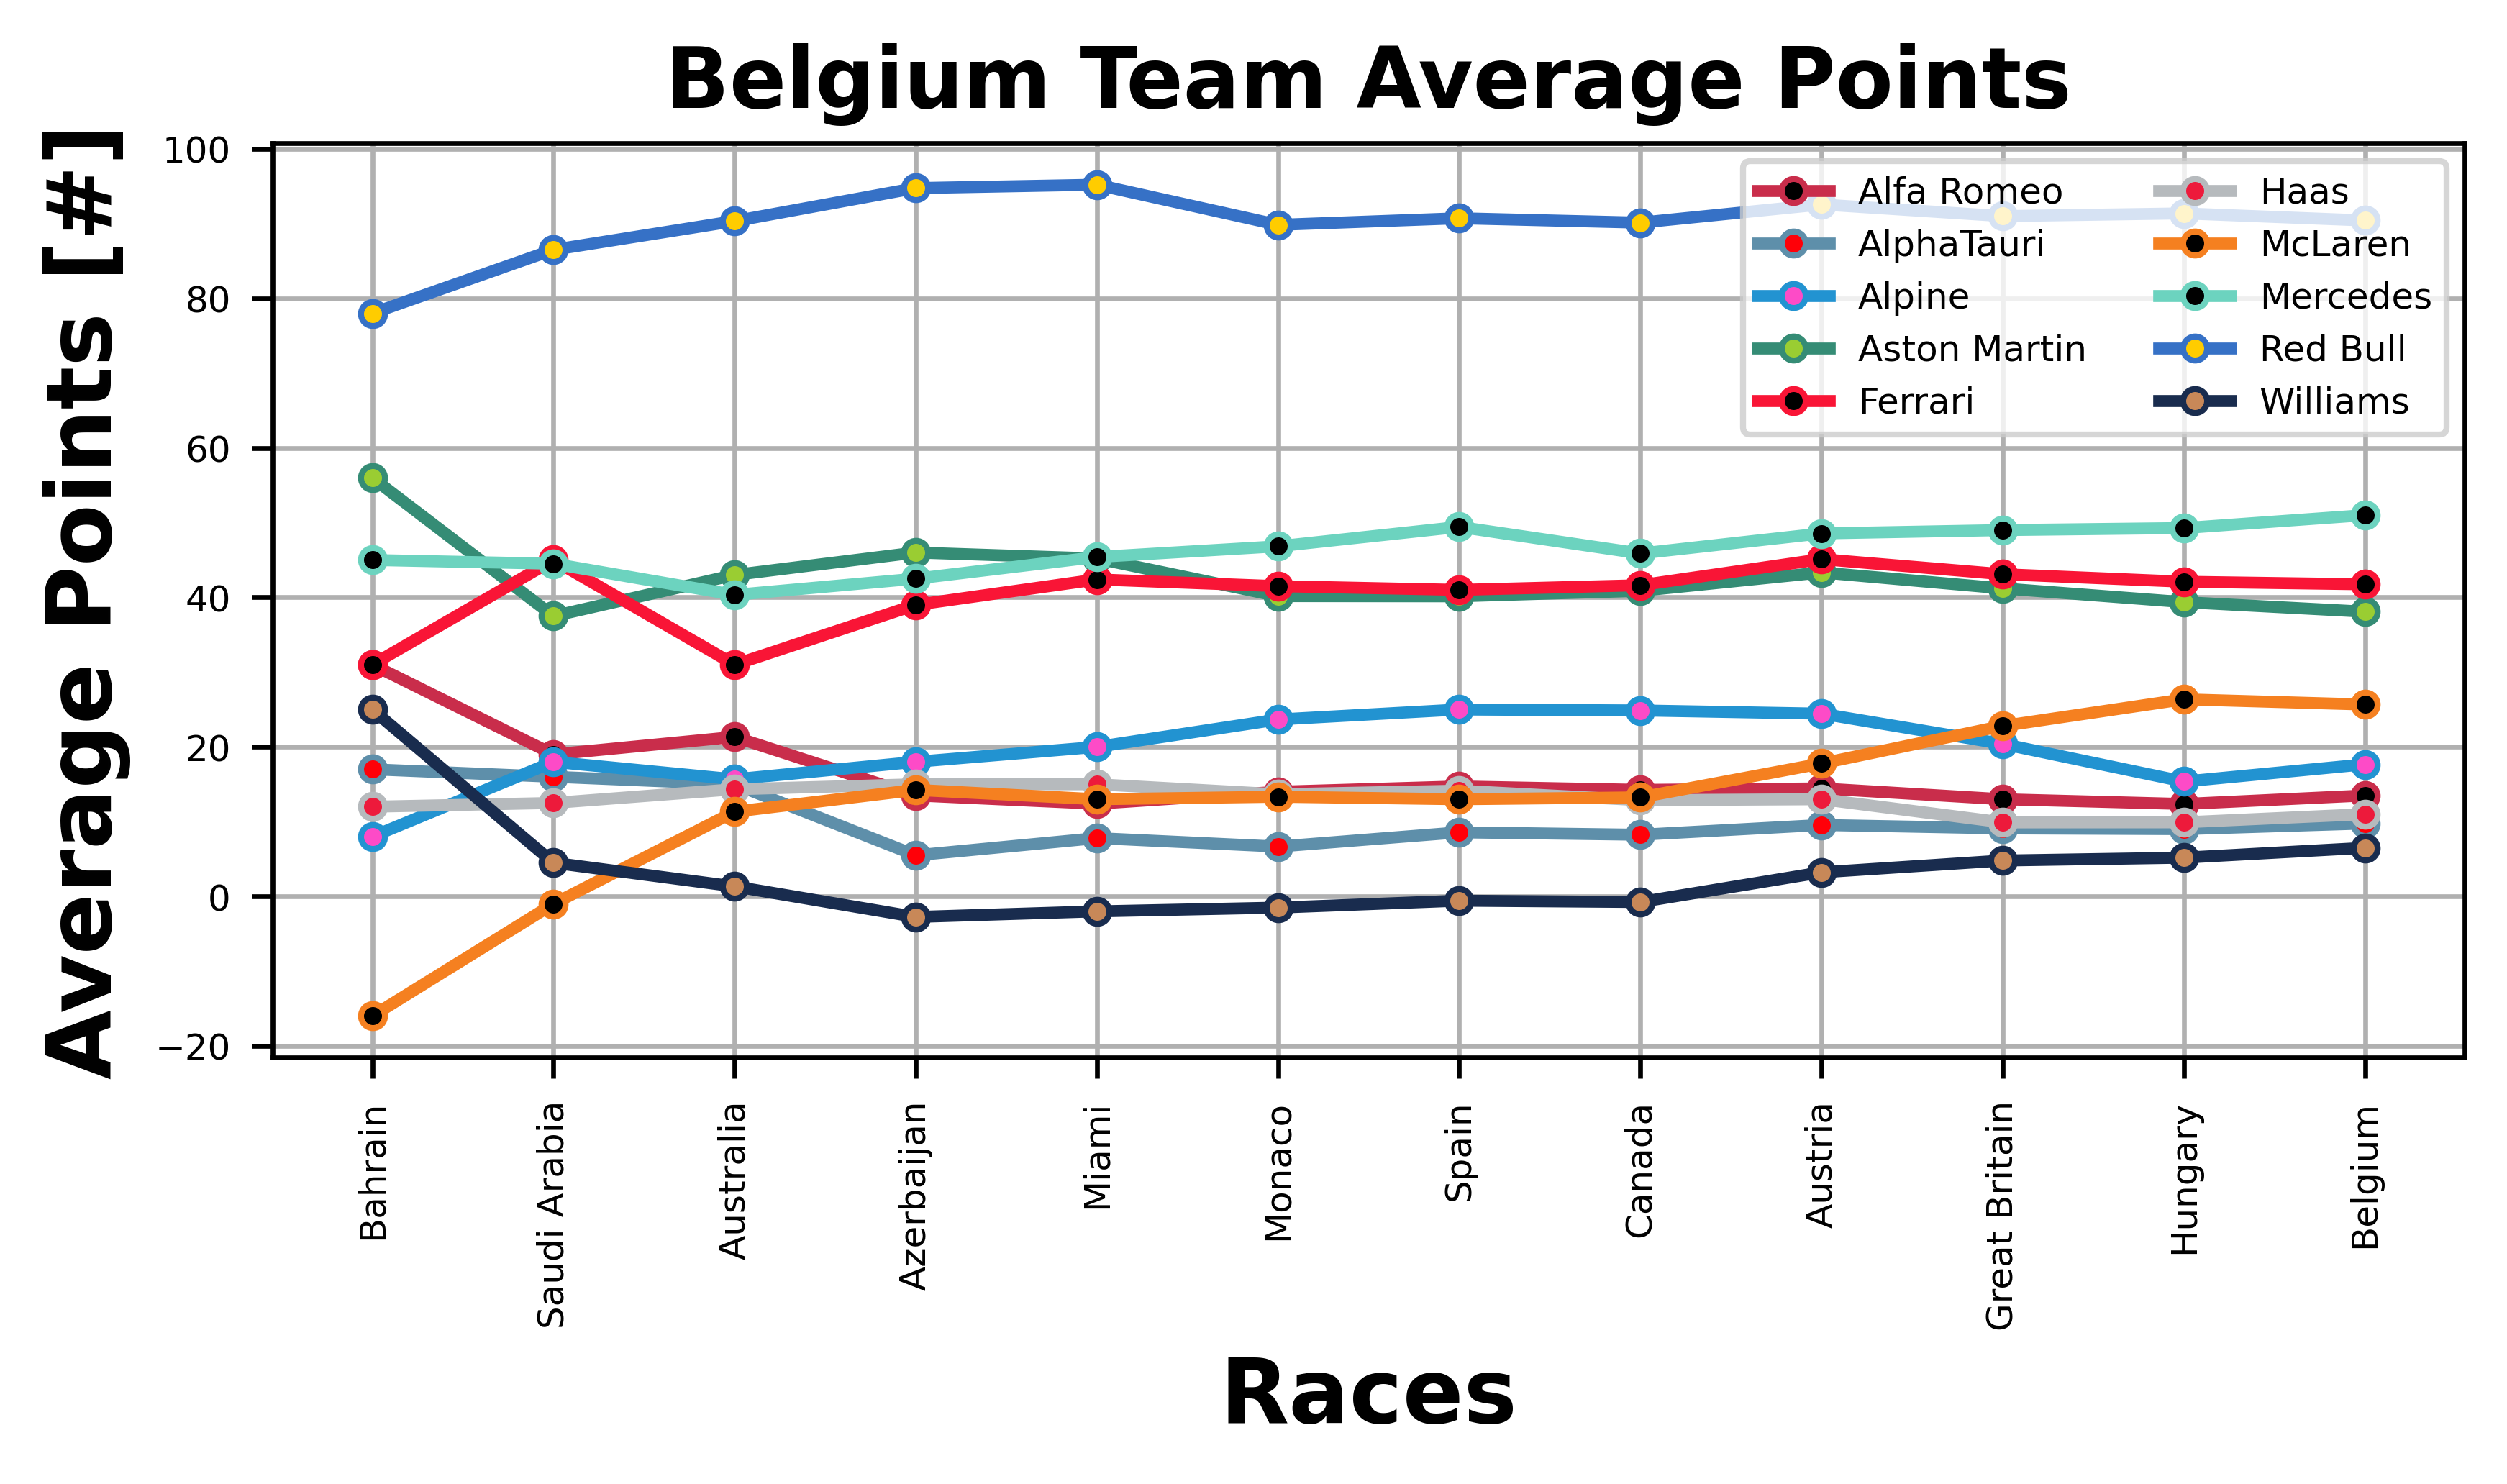 Belgium Team Average Points
Average Points [#]
100
80
60
40
20
0
−20
Alfa Romeo
AlphaTauri
Alpine
Aston Martin
Ferrari
Haas
McLaren
Mercedes
Red Bull
Williams
Bahrain
Saudi Arabia
Australia
Azerbaijan
Miami
Monaco
Spain
Canada
Austria
Great Britain
Hungary
Belgium
Races